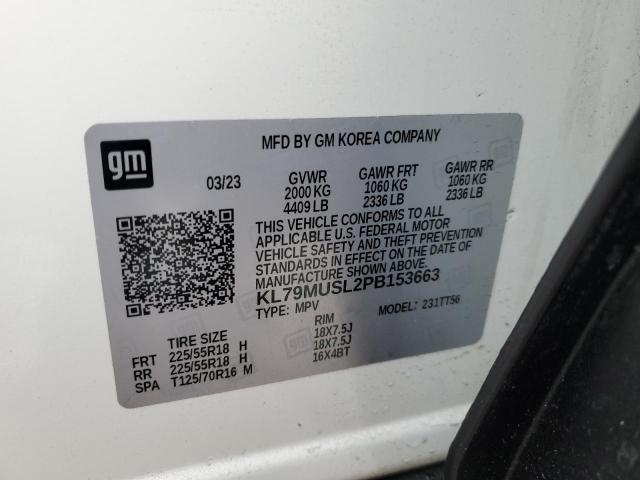 gm
MFD BY GM KOREA COMPANY
03/23
GVWR
2000 KG
4409 LB
GAWR FRT
1060 KG
2336 LB
GAWR RR
1060 KG
2336 LB
THIS VEHICLE CONFORMS TO ALL
APPLICABLE U.S. FEDERAL MOTOR
VEHICLE SAFETY AND THEFT PREVENTION
STANDARDS IN EFFECT ON THE DATE OF
MANUFACTURE SHOWN ABOVE.
KL79MUSL2PB153663
TYPE: MPV MODEL: 231TT56
TIRE SIZE RIM
FRT 225/55R18 H 18X7.5J
RR 225/55R18 H 18X7.5J
SPA T125/70R16 M 16X4BT